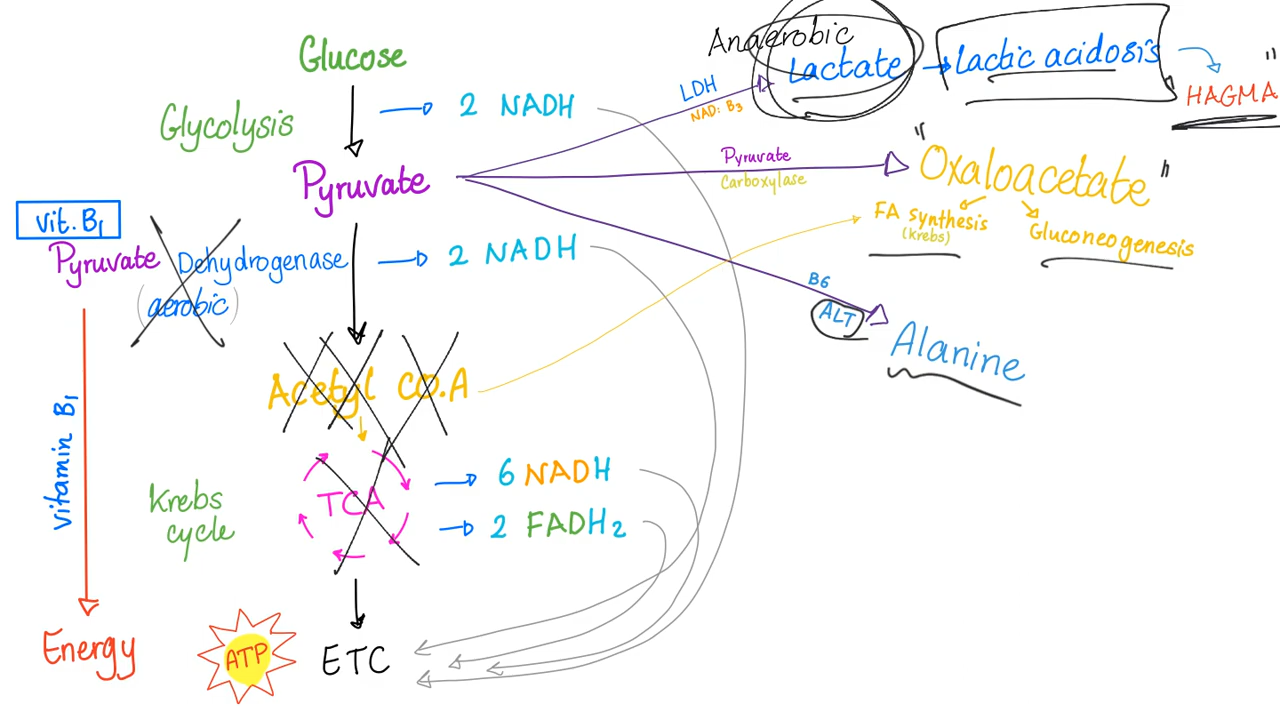 Glucose
Glycolysis
2 NADH
Anaerobic
Lactate
Lactic acidosis
HAGMA
"
LDH
NAD: B3
Pyruvate
Pyruvate
Carboxylase
"Oxaloacetate"
FA synthesis
(Krebs)
Gluconeogenesis
vit. B1
Pyruvate Dehydrogenase
(aerobic)
2 NADH
B6
ALT
Alanine
Acetyl CO.A
Vitamin B1
Krebs
cycle
TCA
6 NADH
2 FADH2
Energy
ATP
ETC